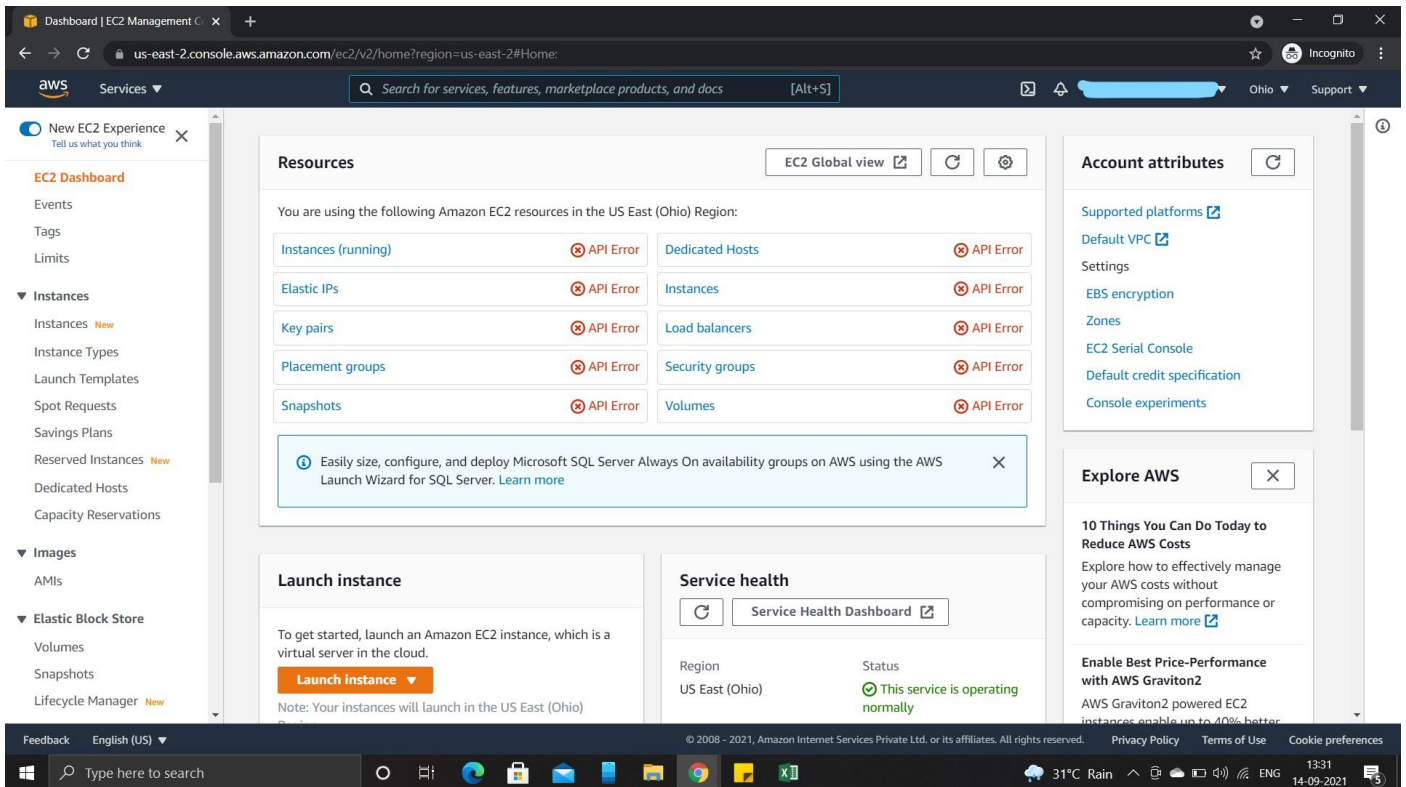 Dashboard | EC2 Management C
us-east-2.console.aws.amazon.com/ec2/v2/home?region=us-east-2#Home:
Incognito
aws
Services
Search for services, features, marketplace products, and docs [Alt+S]
Ohio
Support
New EC2 Experience
Tell us what you think
EC2 Dashboard
Events
Tags
Limits
Instances
Instances New
Instance Types
Launch Templates
Spot Requests
Savings Plans
Reserved Instances New
Dedicated Hosts
Capacity Reservations
Images
AMIs
Elastic Block Store
Volumes
Snapshots
Lifecycle Manager New
Resources
EC2 Global view
You are using the following Amazon EC2 resources in the US East (Ohio) Region:
Instances (running) API Error
Dedicated Hosts API Error
Elastic IPs API Error
Instances API Error
Key pairs API Error
Load balancers API Error
Placement groups API Error
Security groups API Error
Snapshots API Error
Volumes API Error
Easily size, configure, and deploy Microsoft SQL Server Always On availability groups on AWS using the AWS
Launch Wizard for SQL Server. Learn more
Launch instance
To get started, launch an Amazon EC2 instance, which is a
virtual server in the cloud.
Launch instance
Note: Your instances will launch in the US East (Ohio)
Service health
Service Health Dashboard
Region
US East (Ohio)
Status
This service is operating
normally
Account attributes
Supported platforms
Default VPC
Settings
EBS encryption
Zones
EC2 Serial Console
Default credit specification
Console experiments
Explore AWS
10 Things You Can Do Today to
Reduce AWS Costs
Explore how to effectively manage
your AWS costs without
compromising on performance or
capacity. Learn more
Enable Best Price-Performance
with AWS Graviton2
AWS Graviton2 powered EC2
instances enable up to 40% better
Feedback
English (US)
© 2008 - 2021, Amazon Internet Services Private Ltd. or its affiliates. All rights reserved.
Privacy Policy
Terms of Use
Cookie preferences
Type here to search
31°C Rain
ENG
13:31
14-09-2021
5